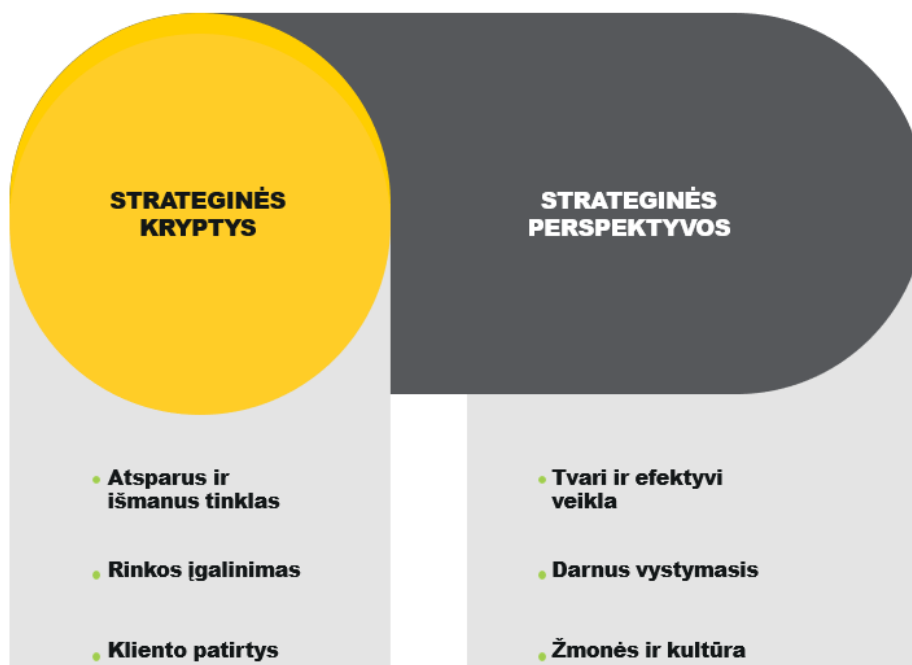 STRATEGINĖS
KRYPTYS
STRATEGINĖS
PERSPEKTYVOS
Atsparus ir
išmanus tinklas
Rinkos įgalinimas
Kliento patirtys
Tvari ir efektyvi
veikla
Darnus vystymasis
Žmonės ir kultūra